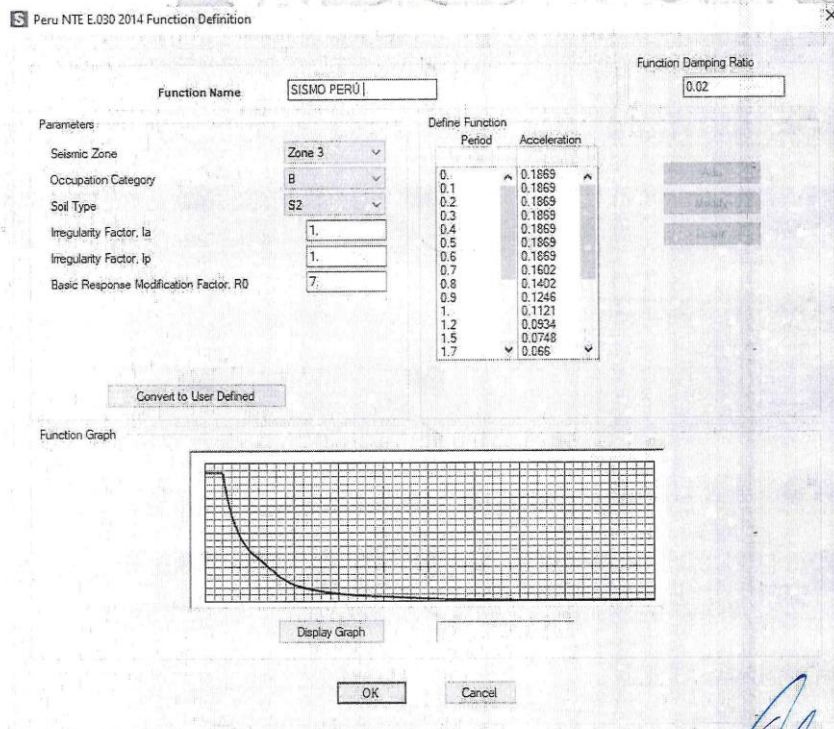 S Peru NTE E.030 2014 Function Definition
Function Damping Ratio
Function Name
SISMO PERÚ
0.02
Parameters
Define Function
Period
Acceleration
Seismic Zone
Zone 3
Occupation Category
B
Soil Type
S2
Irregularity Factor, Ia
1.
Irregularity Factor, Ip
1.
Basic Response Modification Factor, R0
7.
0. 0.1869
0.1 0.1869
0.2 0.1869
0.3 0.1869
0.4 0.1869
0.5 0.1869
0.6 0.1869
0.7 0.1602
0.8 0.1402
0.9 0.1246
1. 0.1121
1.2 0.0934
1.5 0.0748
1.7 0.066
Convert to User Defined
Function Graph
Display Graph
OK
Cancel